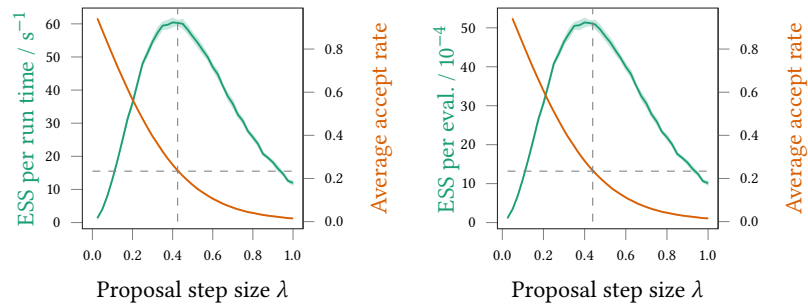 ESS per run time / s⁻¹
60
50
40
30
20
10
0
0.8
0.6
0.4
0.2
0.0
Average accept rate
0.0 0.2 0.4 0.6 0.8 1.0
Proposal step size λ
ESS per eval. / 10⁻⁴
50
40
30
20
10
0
0.8
0.6
0.4
0.2
0.0
Average accept rate
0.0 0.2 0.4 0.6 0.8 1.0
Proposal step size λ